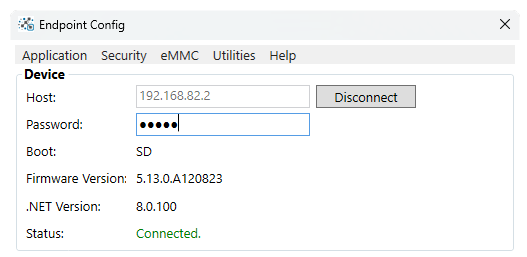 Endpoint Config
Application Security eMMC Utilities Help
Device
Host: 192.168.82.2 Disconnect
Password: ●●●●●
Boot: SD
Firmware Version: 5.13.0.A120823
.NET Version: 8.0.100
Status: Connected.